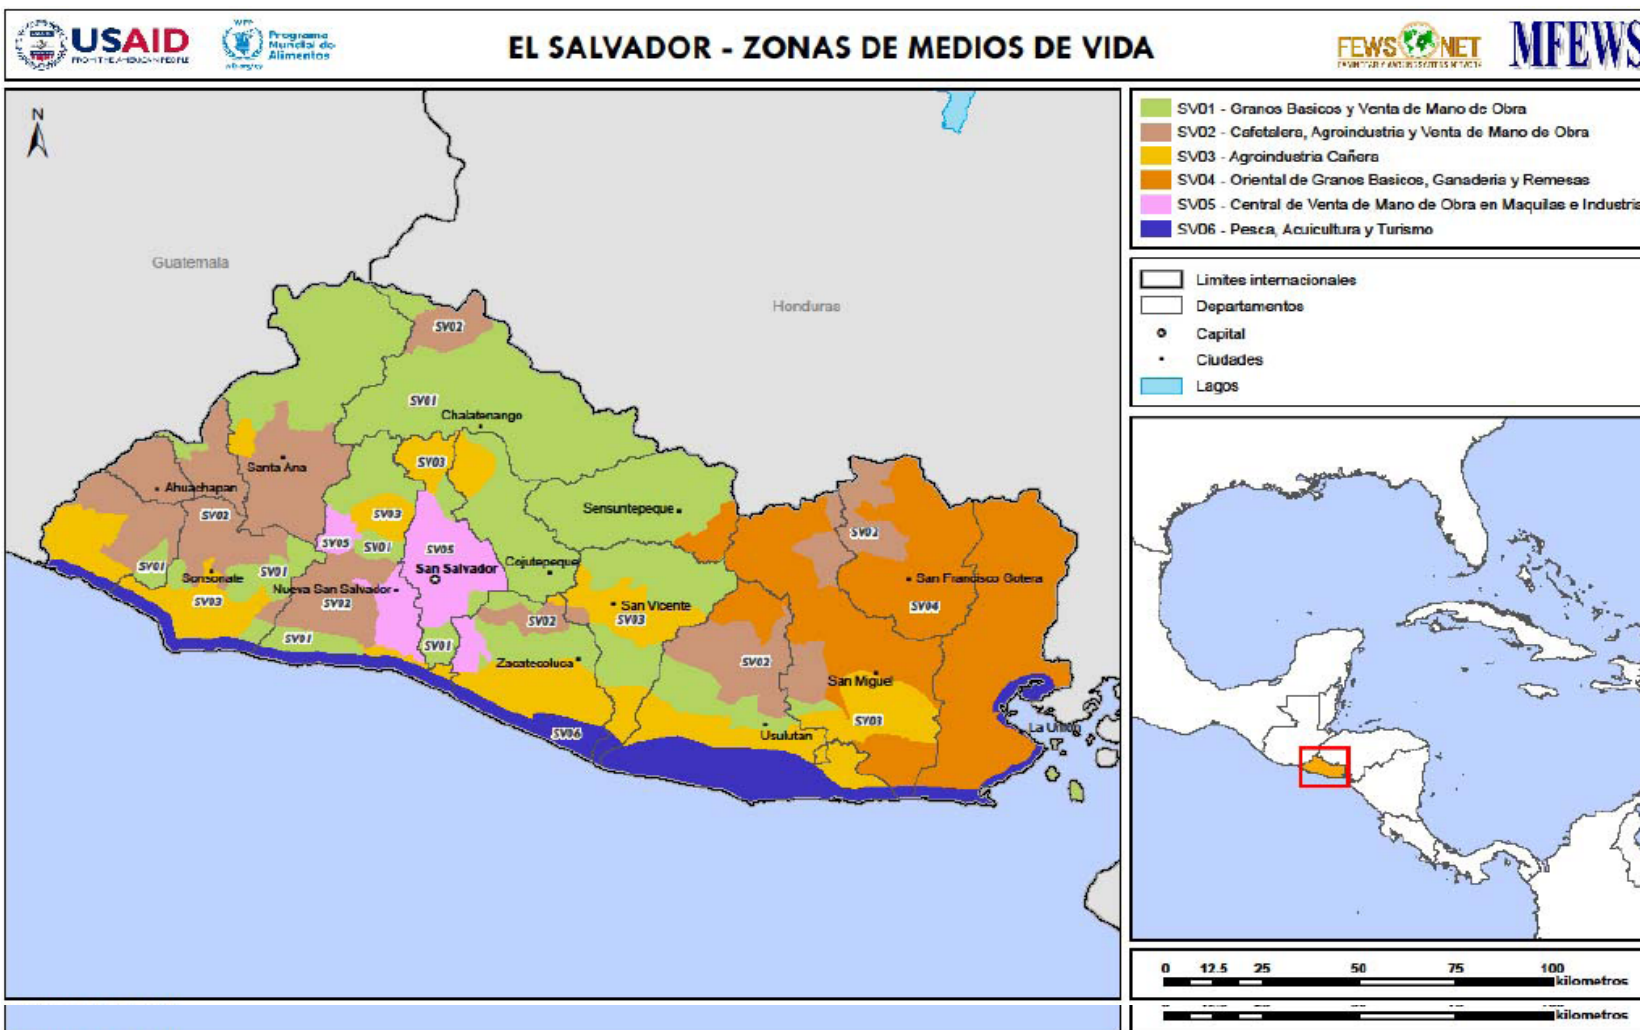 USAID
FROM THE AMERICAN PEOPLE
WFP
Programa
Mundial de
Alimentos
EL SALVADOR - ZONAS DE MEDIOS DE VIDA
FEWS NET
MFEWS
N
Guatemala
Honduras
SV02
SV01
Chalatenango
SV03
Santa Ana
Ahuachapan
SV02
SV03
Sensuntepeque
SV02
SV05
SV01
SV05
San Salvador
Cojutepeque
SV01
Sonsonate
SV01
Nueva San Salvador
San Francisco Gotera
SV03
SV02
San Vicente
SV04
SV02
SV03
SV01
SV01
Zacatecoluca
SV02
San Miguel
SV03
SV06
Usulutan
La Union
SV01 - Granos Basicos y Venta de Mano de Obra
SV02 - Cafetalera, Agroindustria y Venta de Mano de Obra
SV03 - Agroindustria Cañera
SV04 - Oriental de Granos Basicos, Ganaderia y Remesas
SV05 - Central de Venta de Mano de Obra en Maquilas e Industria
SV06 - Pesca, Acuicultura y Turismo
Limites internacionales
Departamentos
Capital
Ciudades
Lagos
0 12.5 25 50 75 100
kilometros
kilometros